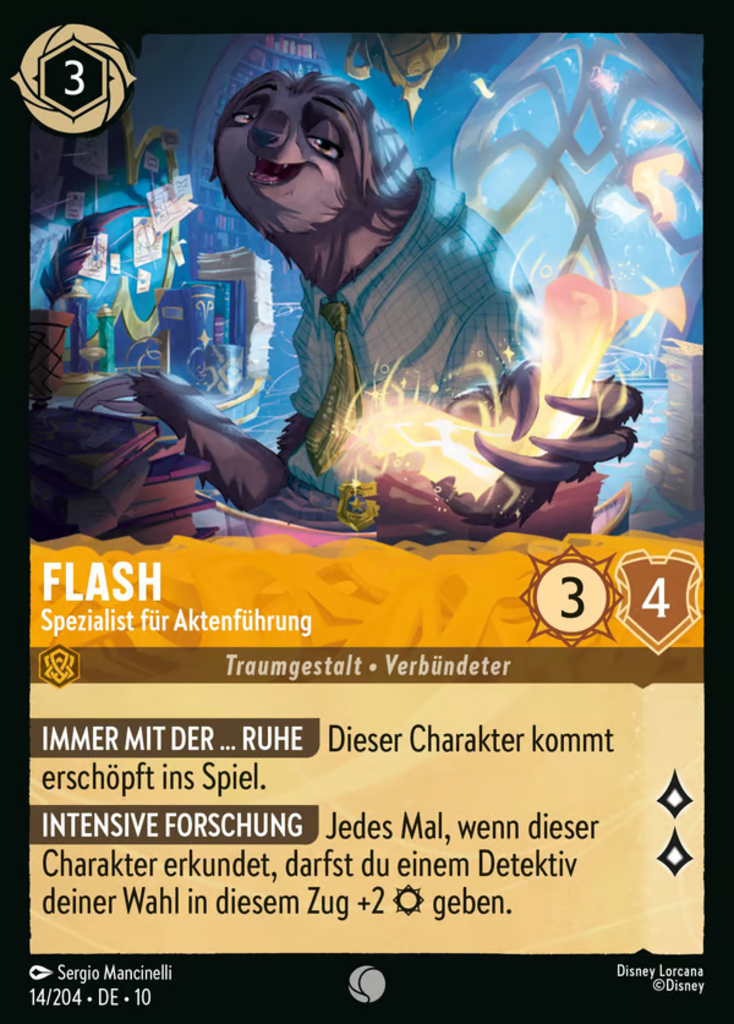 3
FLASH
Spezialist für Aktenführung
3
4
Traumgestalt • Verbündeter
IMMER MIT DER ... RUHE Dieser Charakter kommt
erschöpft ins Spiel.
INTENSIVE FORSCHUNG Jedes Mal, wenn dieser
Charakter erkundet, darfst du einem Detektiv
deiner Wahl in diesem Zug +2 geben.
Sergio Mancinelli
14/204 • DE • 10
Disney Lorcana
©Disney